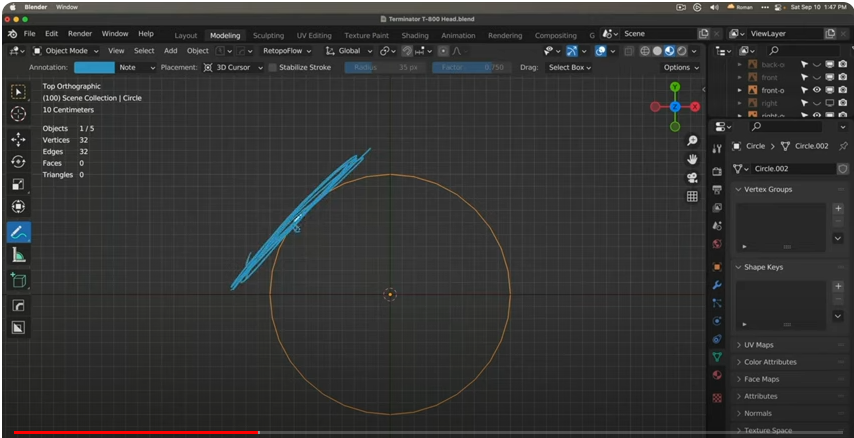 Blender Window Roman Sat Sep 10 1:47 PM
Terminator T-800 Head.blend
File Edit Render Window Help Layout Modeling Sculpting UV Editing Texture Paint Shading Animation Rendering Compositing Scene ViewLayer
Object Mode View Select Add Object RetopoFlow Global
Annotation: Note Placement: 3D Cursor Stabilize Stroke Radius 35 px Factor 0.750 Drag: Select Box Options
back-o
front
front-o
right
right-o
Top Orthographic
(100) Scene Collection | Circle
10 Centimeters
Objects 1 / 5
Vertices 32
Edges 32
Faces 0
Triangles 0
Y
Z
X
Circle Circle.002
Circle.002
Vertex Groups
Shape Keys
UV Maps
Color Attributes
Face Maps
Attributes
Normals
Texture Space